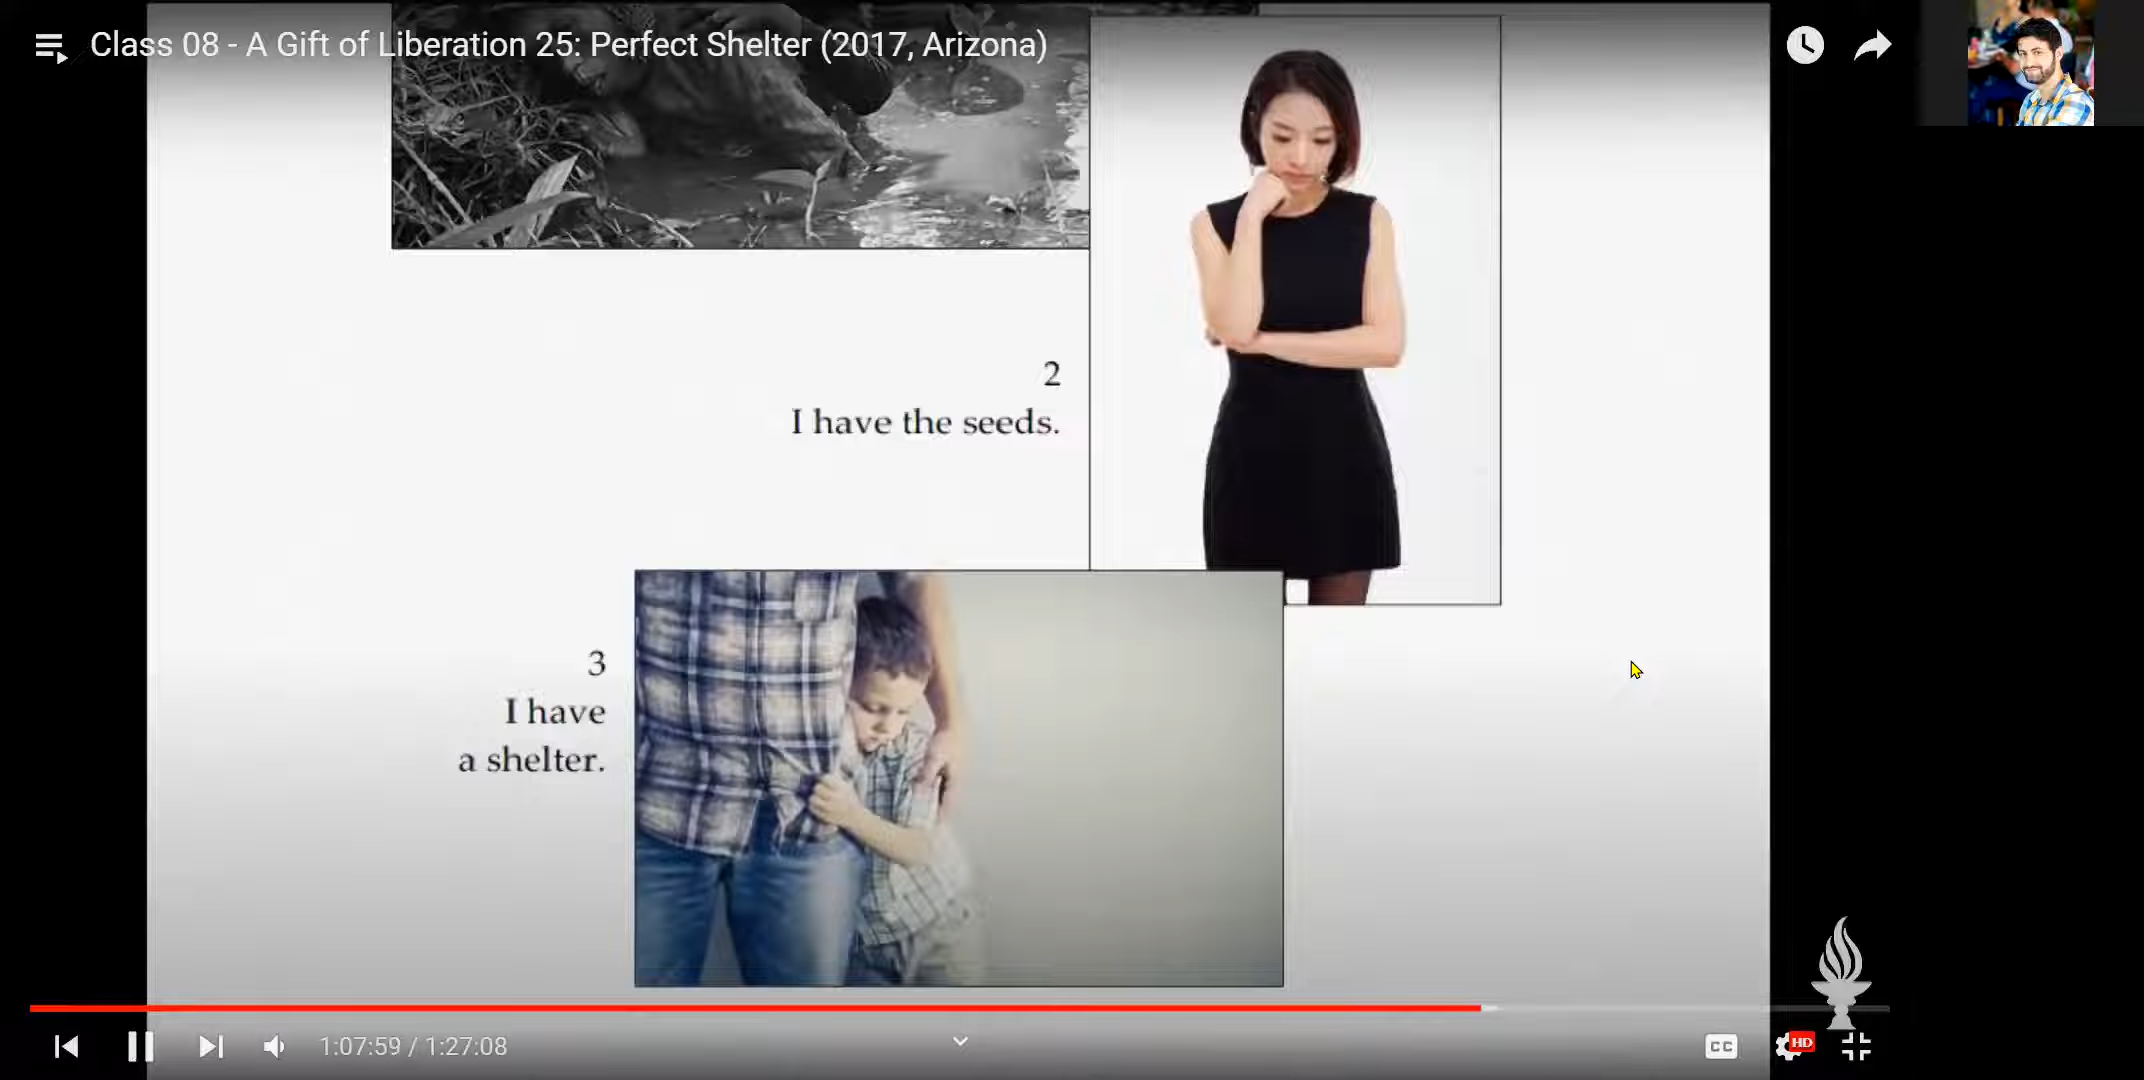 Class 08 - A Gift of Liberation 25: Perfect Shelter (2017, Arizona)
2
I have the seeds.
3
I have
a shelter.
1:07:59 / 1:27:08
CC
HD